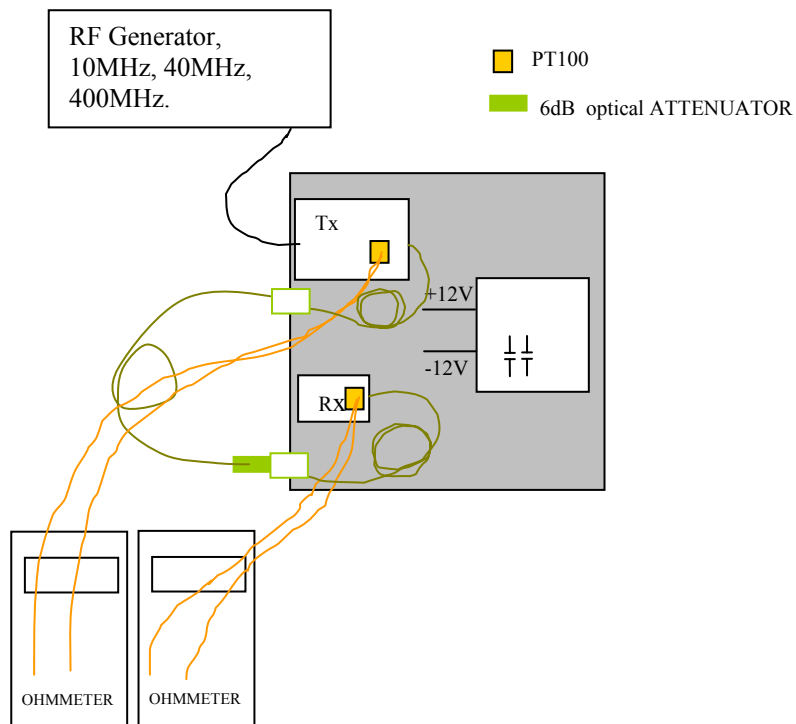 RF Generator,
10MHz, 40MHz,
400MHz.
PT100
6dB optical ATTENUATOR
Tx
+12V
-12V
Rx
OHMMETER
OHMMETER